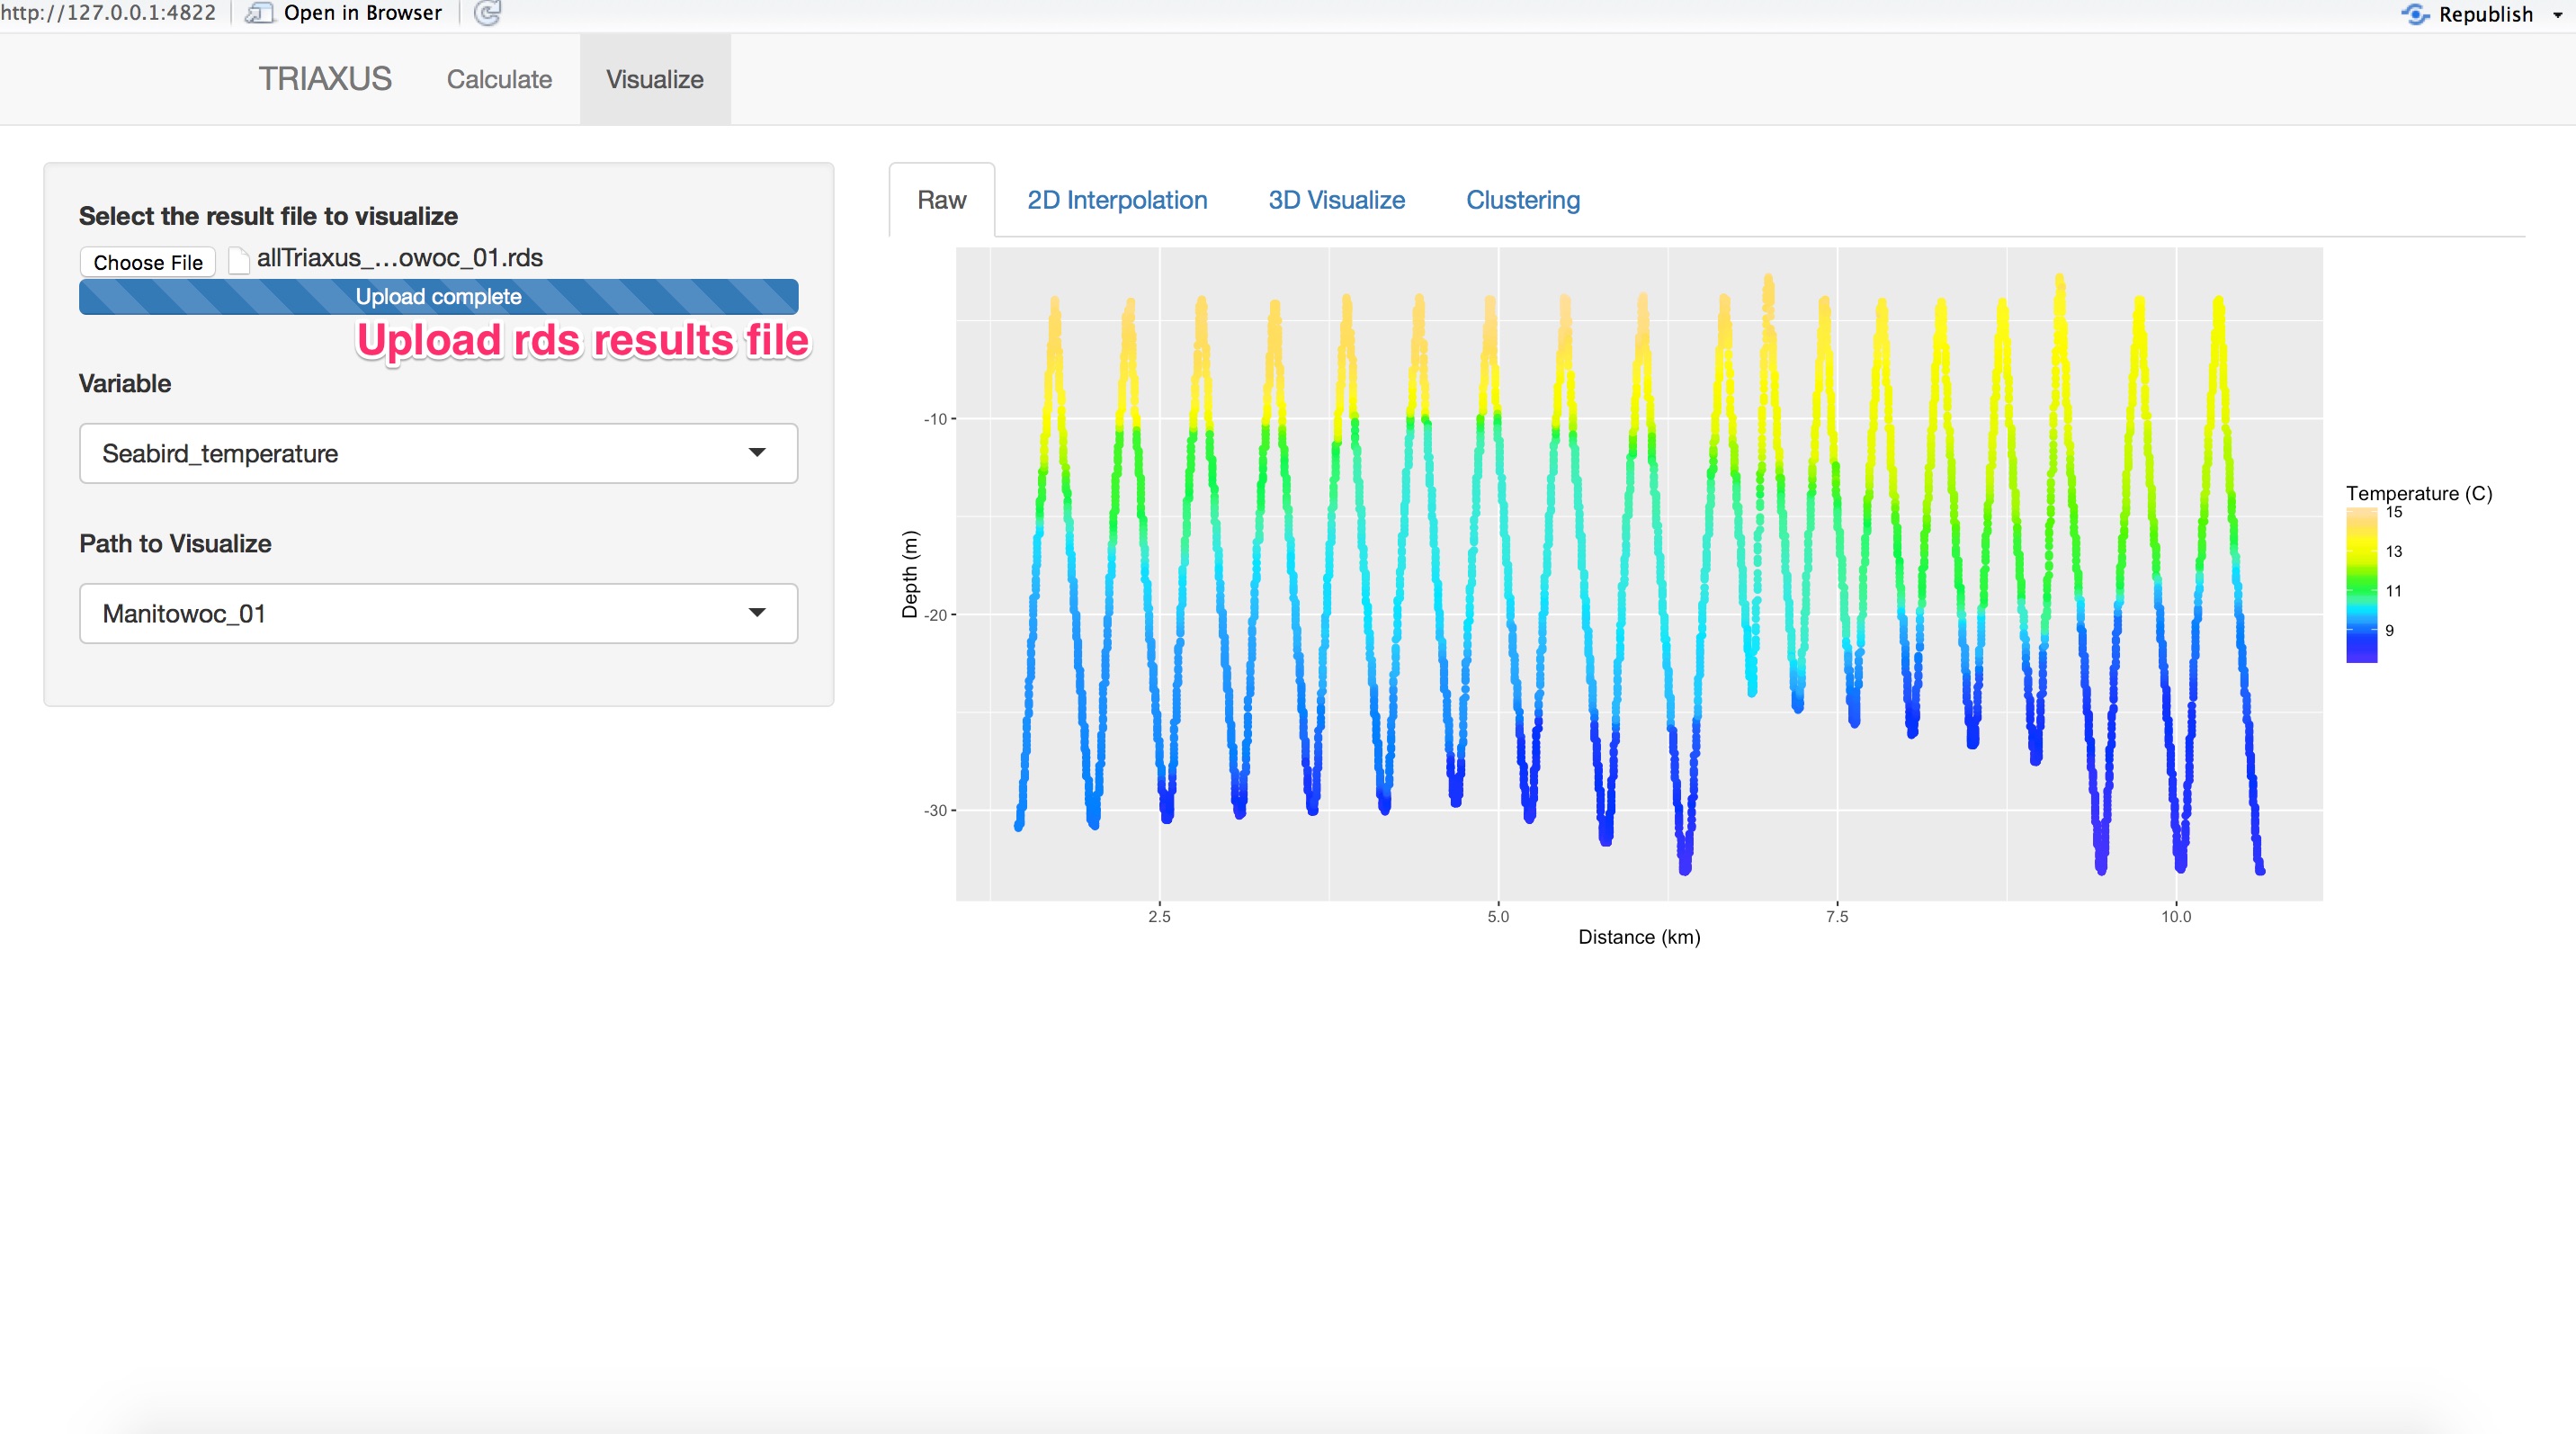 http://127.0.0.1:4822 Open in Browser Republish
TRIAXUS Calculate Visualize
Select the result file to visualize
Choose File allTriaxus_...owoc_01.rds
Upload complete
Upload rds results file
Variable
Seabird_temperature
Path to Visualize
Manitowoc_01
Raw 2D Interpolation 3D Visualize Clustering
Depth (m)
-10
-20
-30
2.5 5.0 7.5 10.0
Distance (km)
Temperature (C)
15
13
11
9